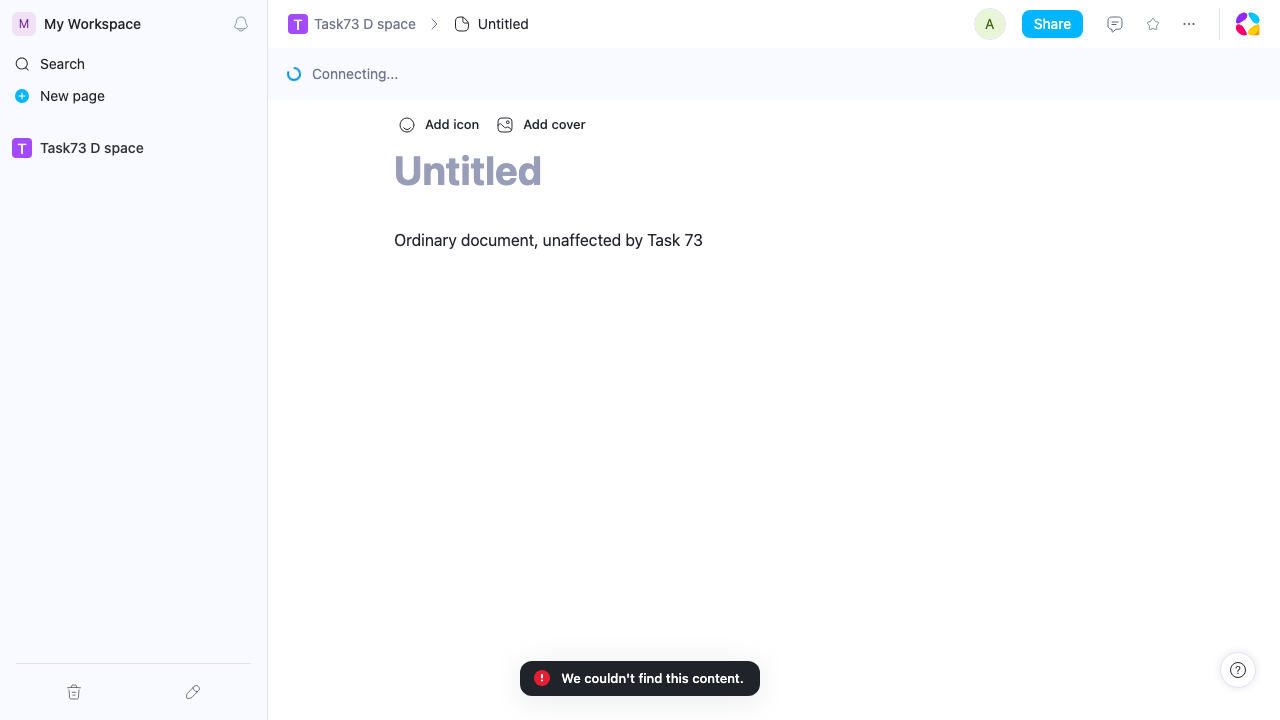 M My Workspace
Search
New page
T Task73 D space
T Task73 D space Untitled
A Share
Connecting...
Add icon Add cover
Untitled
Ordinary document, unaffected by Task 73
We couldn't find this content.